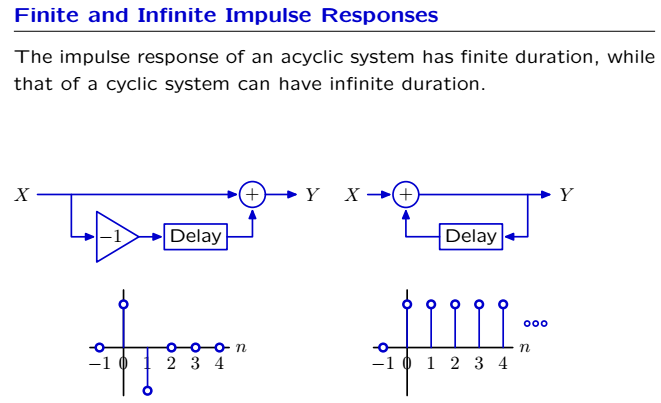 Finite and Infinite Impulse Responses
The impulse response of an acyclic system has finite duration, while
that of a cyclic system can have infinite duration.
X + Y X + Y
−1 Delay Delay
n n
−1 0 1 2 3 4 −1 0 1 2 3 4